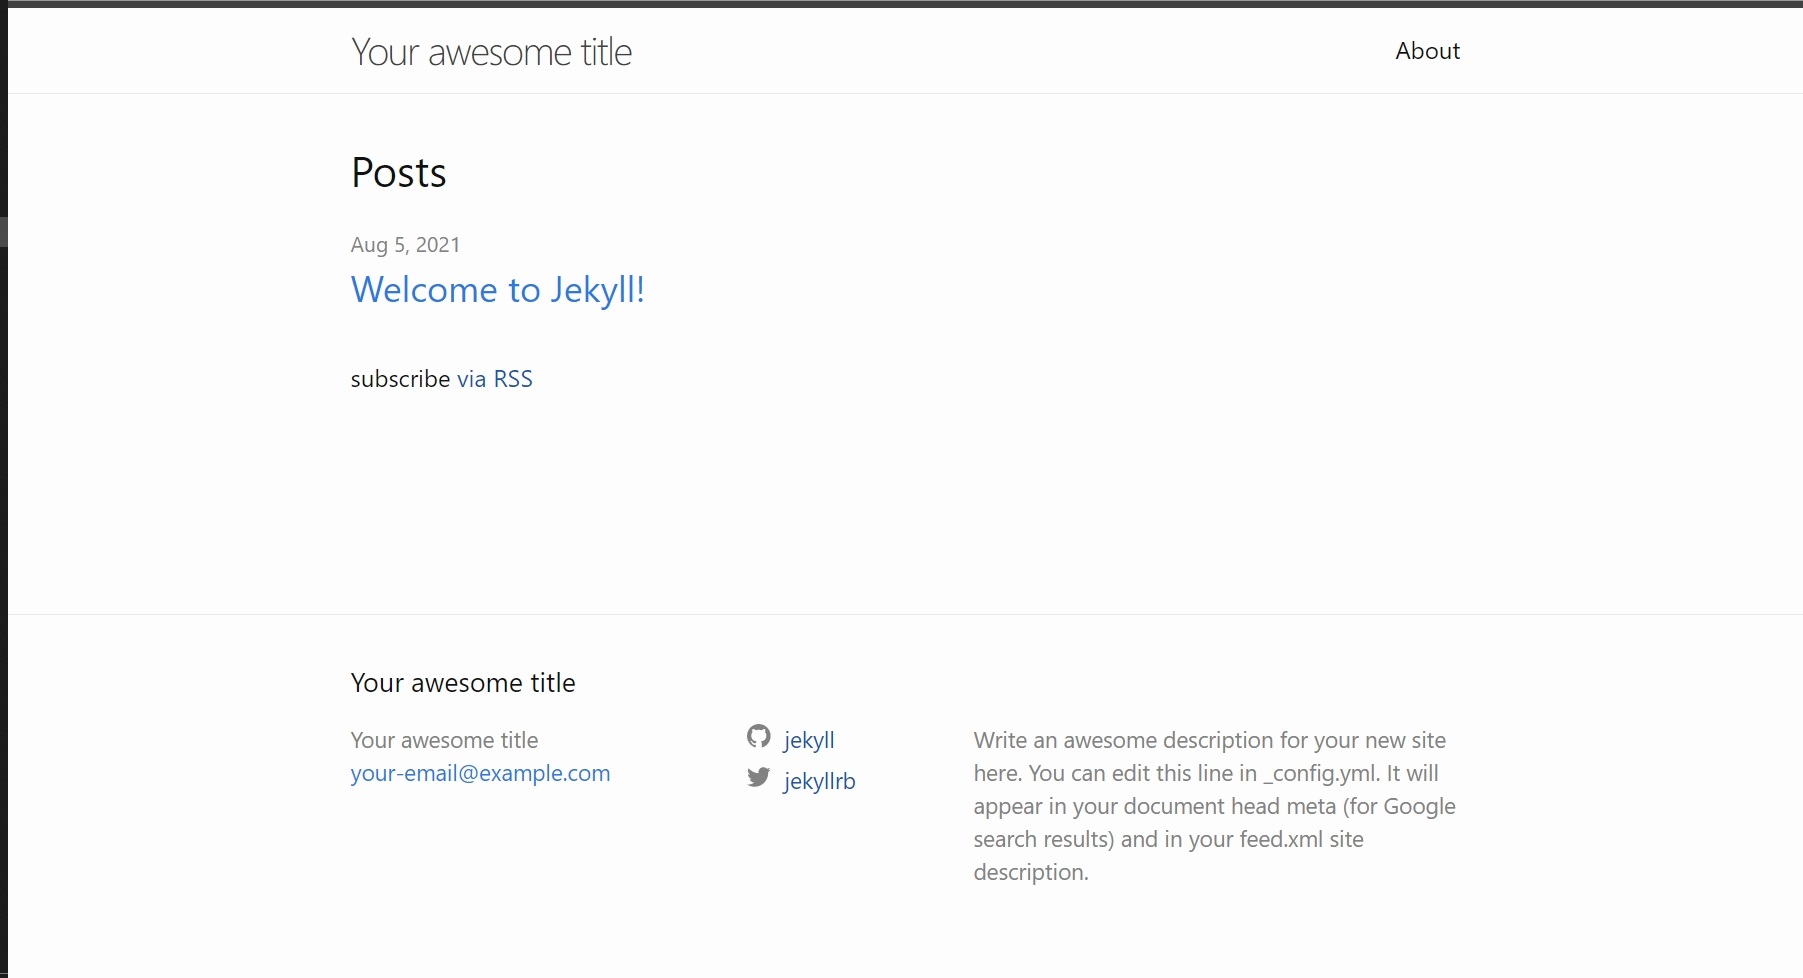 Your awesome title
About
Posts
Aug 5, 2021
Welcome to Jekyll!
subscribe via RSS
Your awesome title
Your awesome title
your-email@example.com
jekyll
jekyllrb
Write an awesome description for your new site
here. You can edit this line in _config.yml. It will
appear in your document head meta (for Google
search results) and in your feed.xml site
description.